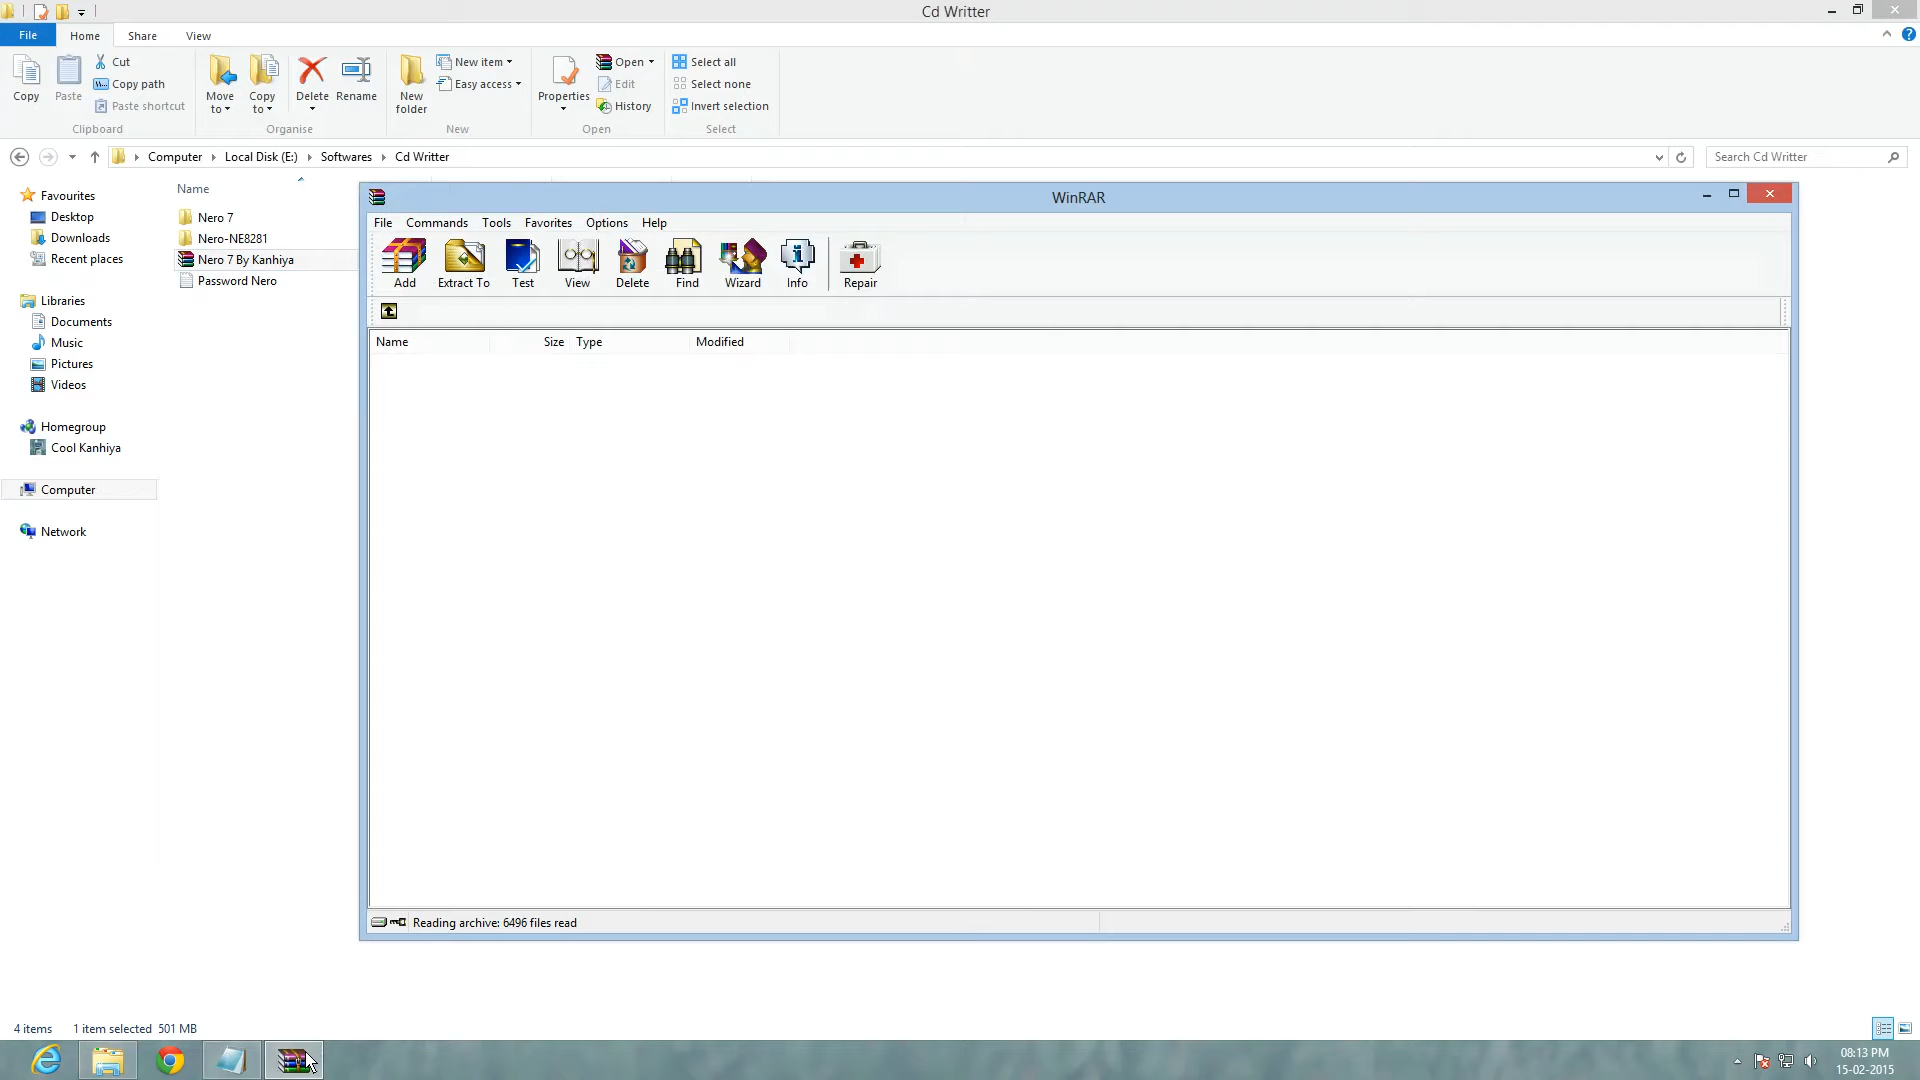 Cd Writter
File Home Share View
Copy Paste Cut Copy path Paste shortcut Clipboard
Move to Copy to Delete Rename Organise
New folder New item Easy access New
Properties Open Edit History Open
Select all Select none Invert selection Select
Computer Local Disk (E:) Softwares Cd Writter
Search Cd Writter
Favourites
Desktop
Downloads
Recent places
Libraries
Documents
Music
Pictures
Videos
Homegroup
Cool Kanhiya
Computer
Network
Name
Nero 7
Nero-NE8281
Nero 7 By Kanhiya
Password Nero
WinRAR
File Commands Tools Favorites Options Help
Add Extract To Test View Delete Find Wizard Info Repair
Name Size Type Modified
Reading archive: 6496 files read
4 items 1 item selected 501 MB
08:13 PM
15-02-2015